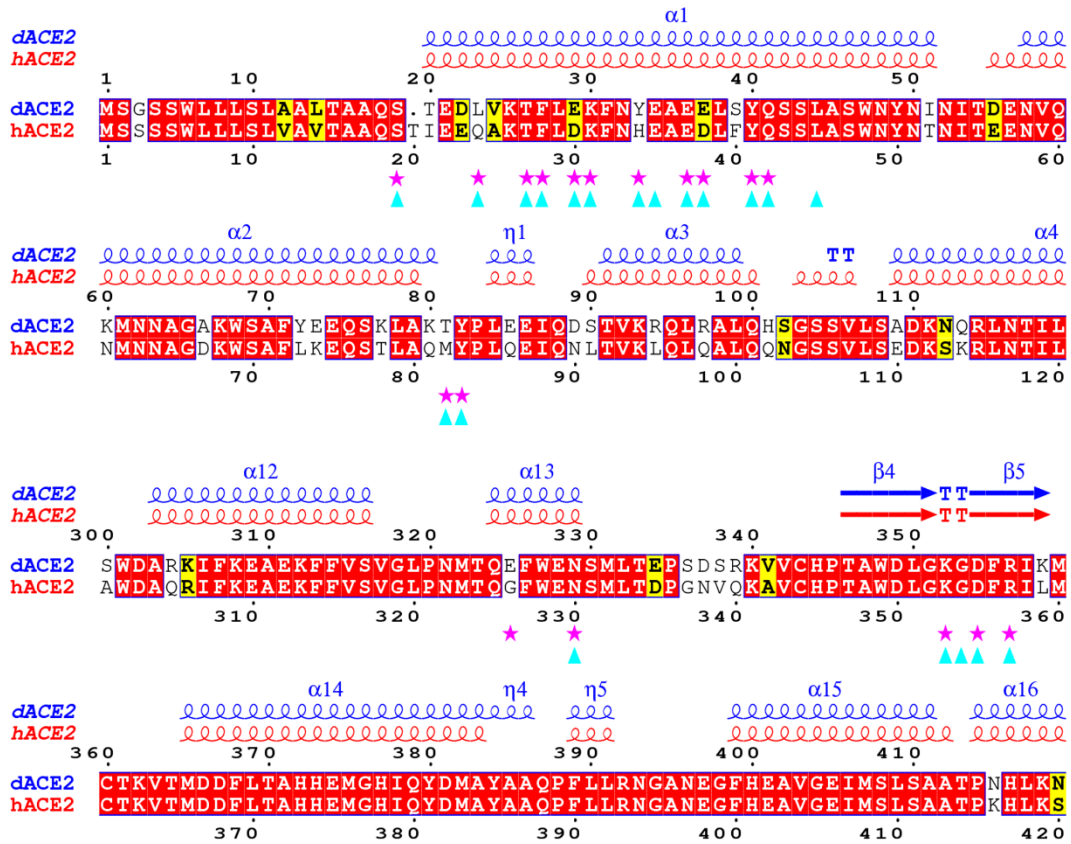 α1
dACE2
hACE2
1 10 20 30 40 50
dACE2 MSGSSWLLLSLAALTAAQS.TEDLVKTFLEKFNYEAEELSYQSSLASWNYNINITDENVQ
hACE2 MSSSSWLLLSLVAVTAAQSTIEEQAKTFLDKFNHEAEDLFYQSSLASWNYNTNITEENVQ
1 10 20 30 40 50 60
α2 η1 α3 α4
dACE2 TT
hACE2
60 70 80 90 100 110
dACE2 KMNNAGAKWSAFYEEQSKLAKTYPLEEIQDSTVKRQLRALQHSGSSVLSADKNQRLNTIL
hACE2 NMNNAGDKWSAFLKEQSTLAQMYPLQEIQNLTVKLQLQALQQNGSSVLSEDKSKRLNTIL
70 80 90 100 110 120
α12 α13 β4 β5
dACE2 TT
hACE2 TT
300 310 320 330 340 350
dACE2 SWDARKIFKEAEKFFVSVGLPNMTQEFWENSMLTEPSDSRKVVCHPTAWDLGKGDFRIKM
hACE2 AWDAQRIFKEAEKFFVSVGLPNMTQGFWENSMLTDPGNVQKAVCHPTAWDLGKGDFRILM
310 320 330 340 350 360
α14 η4 η5 α15 α16
dACE2
hACE2
360 370 380 390 400 410
dACE2 CTKVTMDDFLTAHHEMGHIQYDMAYAAQPFLLRNGANEGFHEAVGEIMSLSAATPNHLKN
hACE2 CTKVTMDDFLTAHHEMGHIQYDMAYAAQPFLLRNGANEGFHEAVGEIMSLSAATPKHLKS
370 380 390 400 410 420